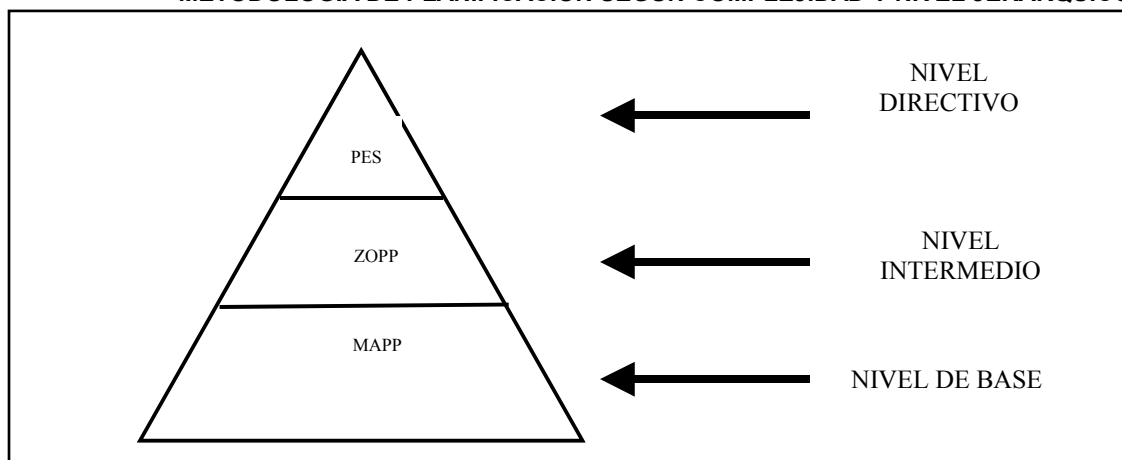 NIVEL
DIRECTIVO
PES
NIVEL
INTERMEDIO
ZOPP
MAPP
NIVEL DE BASE